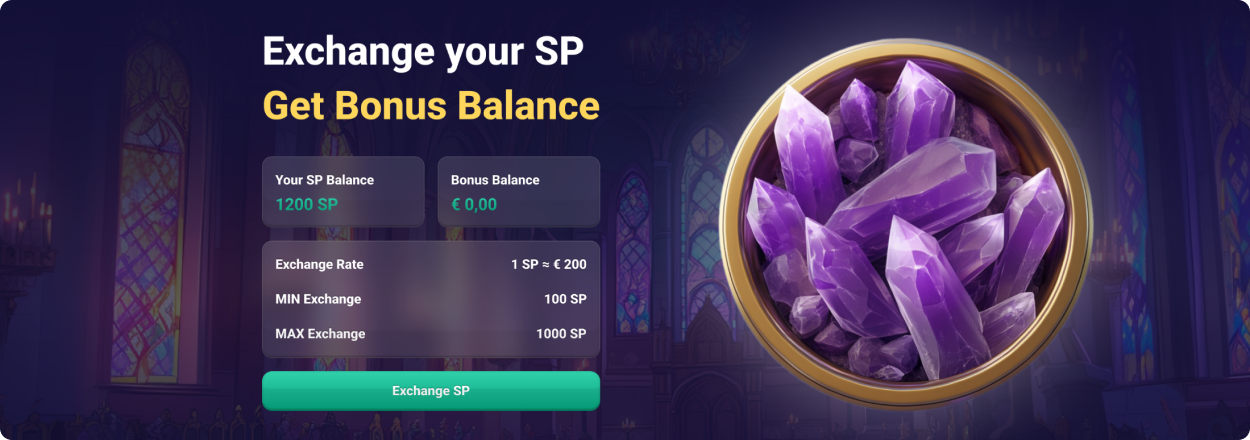 Exchange your SP
Get Bonus Balance
Your SP Balance
1200 SP
Bonus Balance
€ 0,00
Exchange Rate 1 SP ≈ € 200
MIN Exchange 100 SP
MAX Exchange 1000 SP
Exchange SP